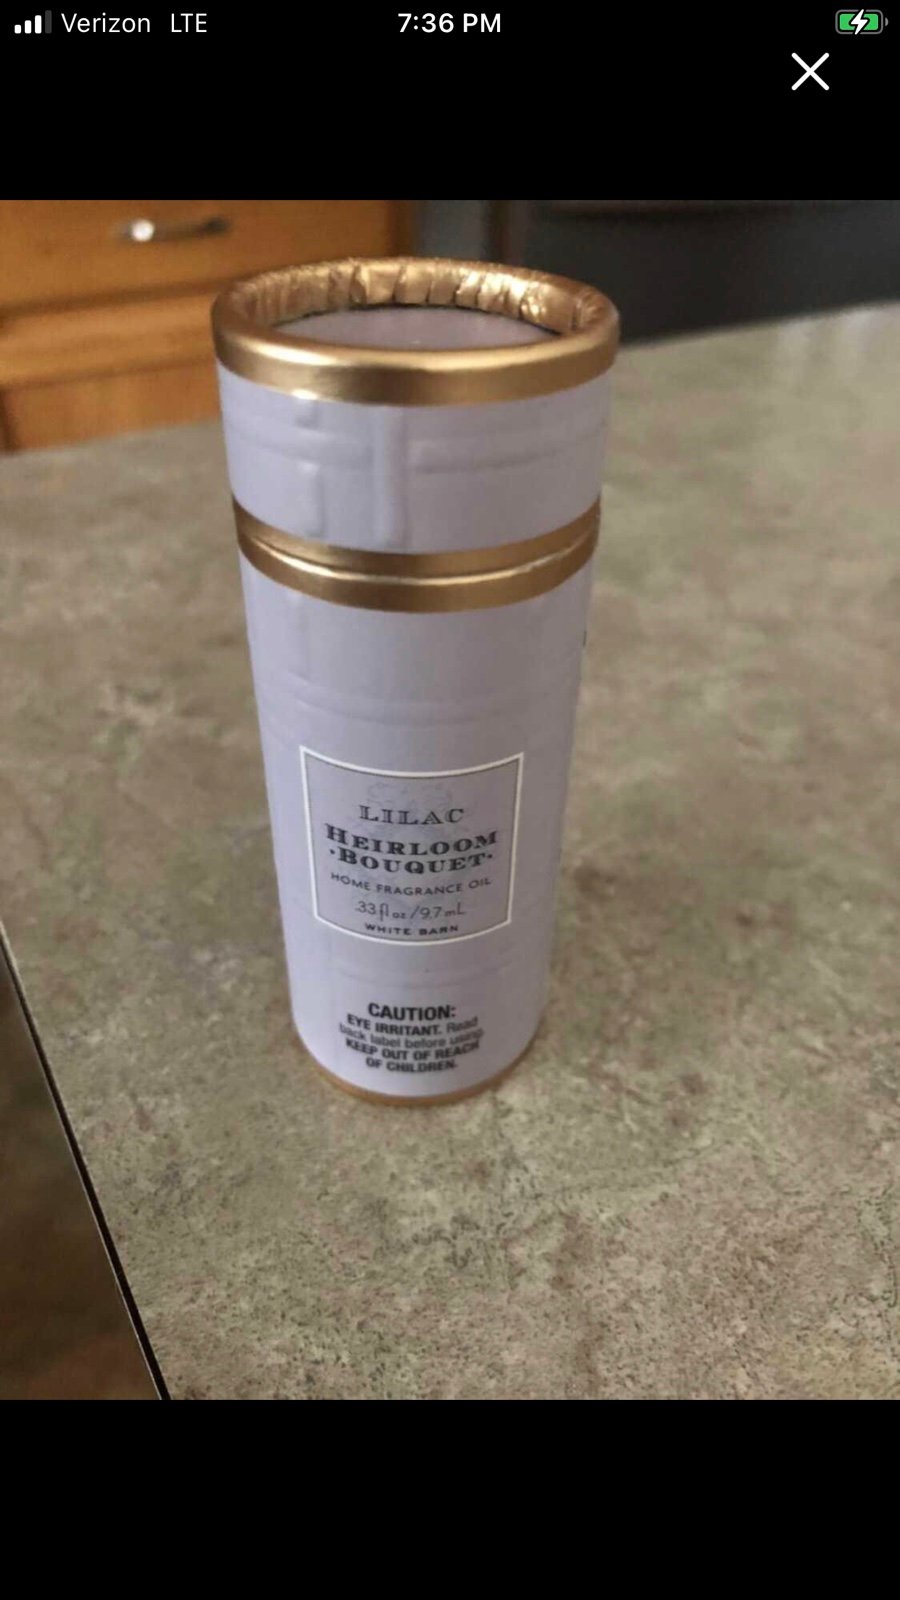 Verizon LTE 7:36 PM
LILAC
HEIRLOOM
·BOUQUET·
HOME FRAGRANCE OIL
.33 fl oz / 9.7 mL
WHITE BARN
CAUTION:
EYE IRRITANT. Read
back label before using.
KEEP OUT OF REACH
OF CHILDREN.